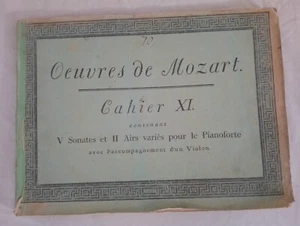 Oeuvres de Mozart.
Cahier XI.
contenant
V Sonates et II Airs variés pour le Pianoforte
avec l'accompagnement d'un Violon